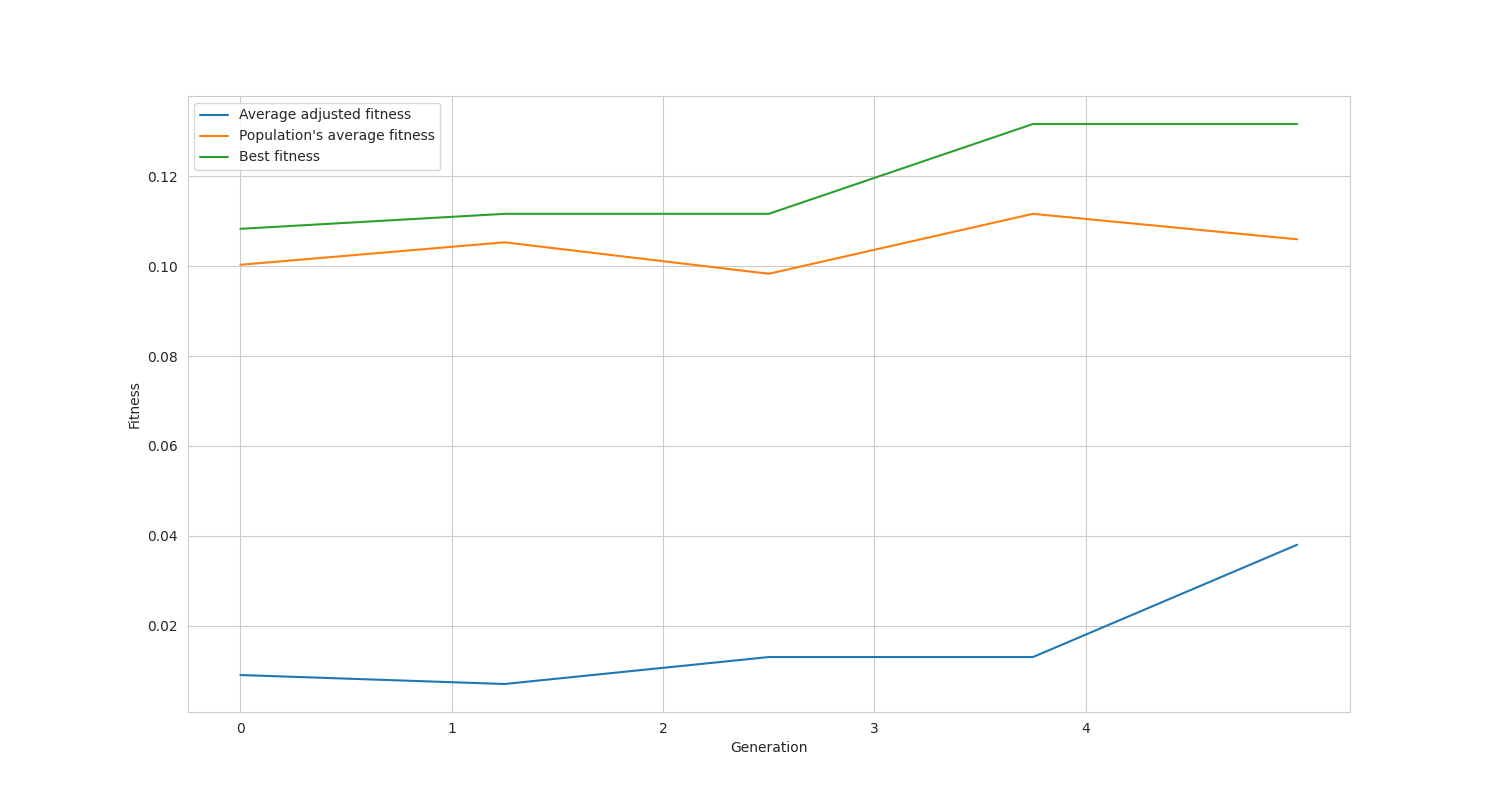 Average adjusted fitness
Population's average fitness
Best fitness
0.12
0.10
0.08
0.06
0.04
0.02
Fitness
0 1 2 3 4
Generation